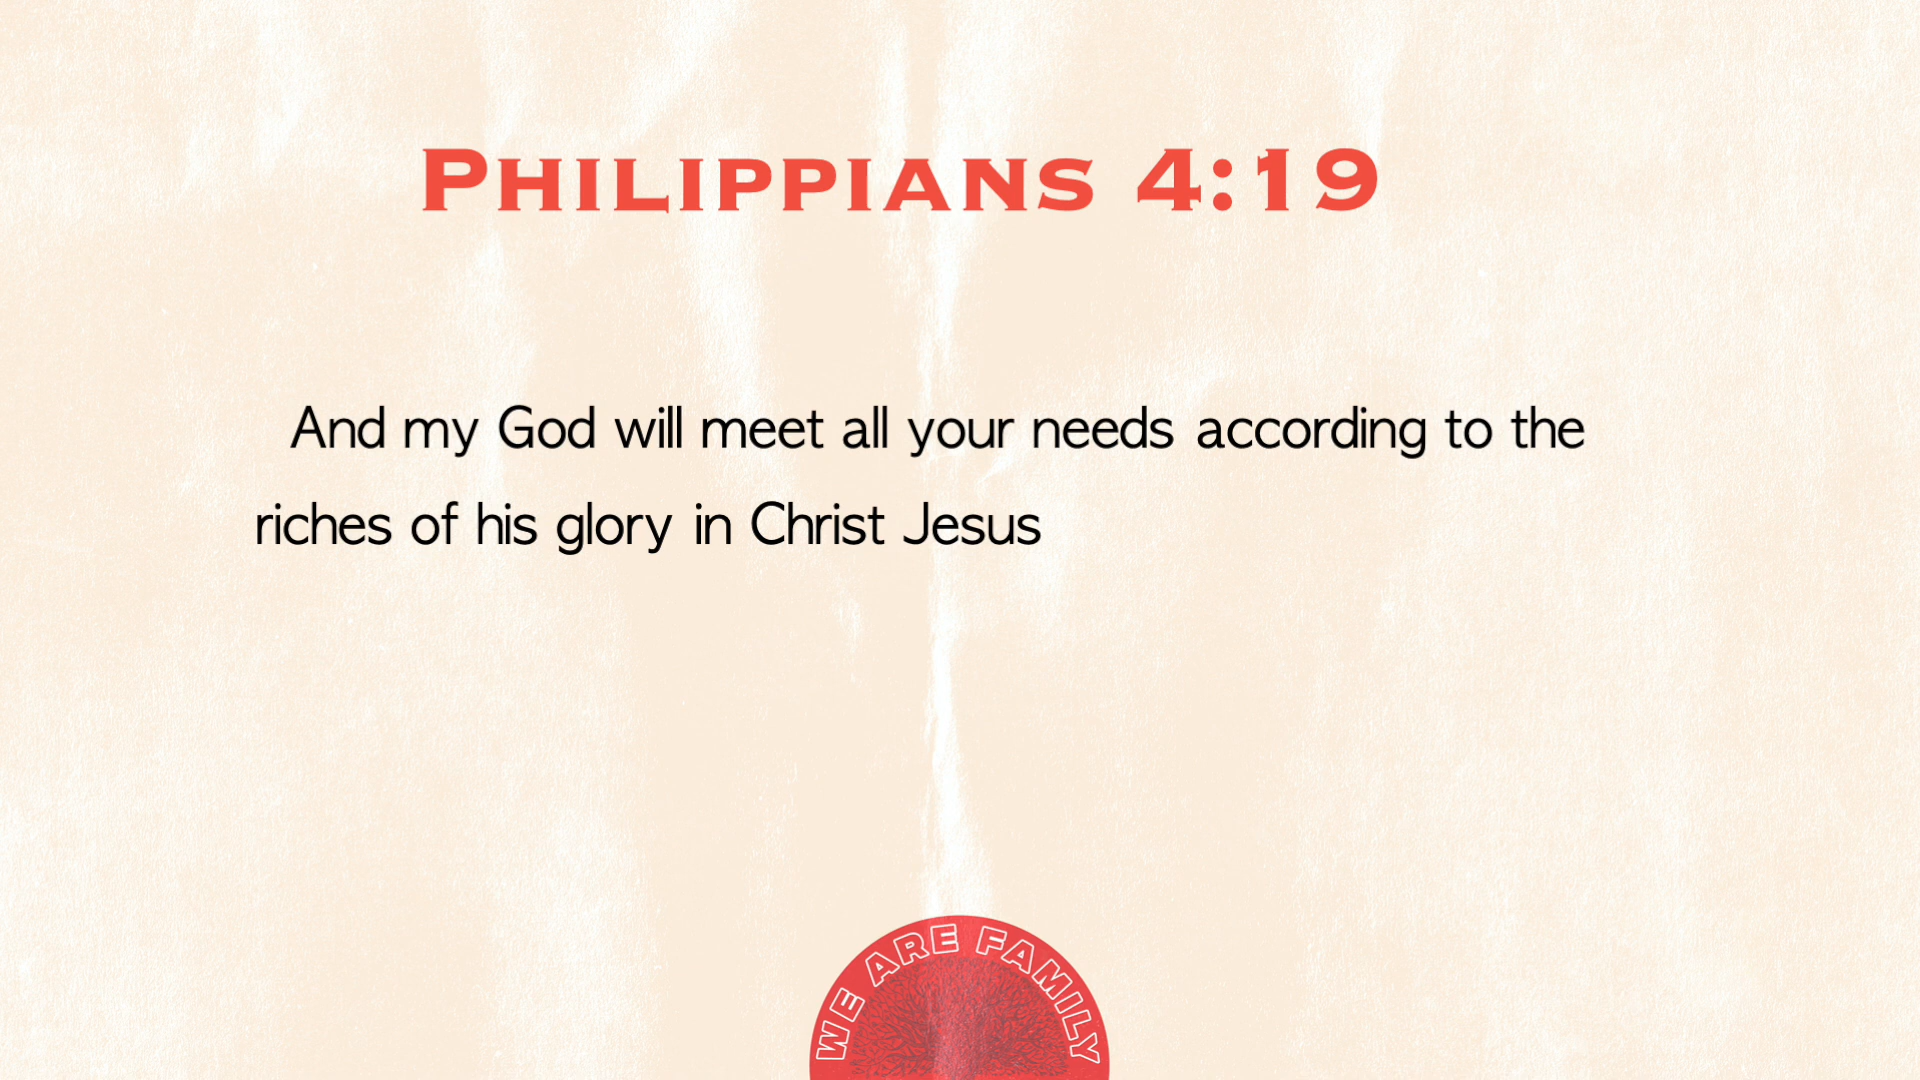 PHILIPPIANS 4:19
And my God will meet all your needs according to the
riches of his glory in Christ Jesus
WE ARE FAMILY